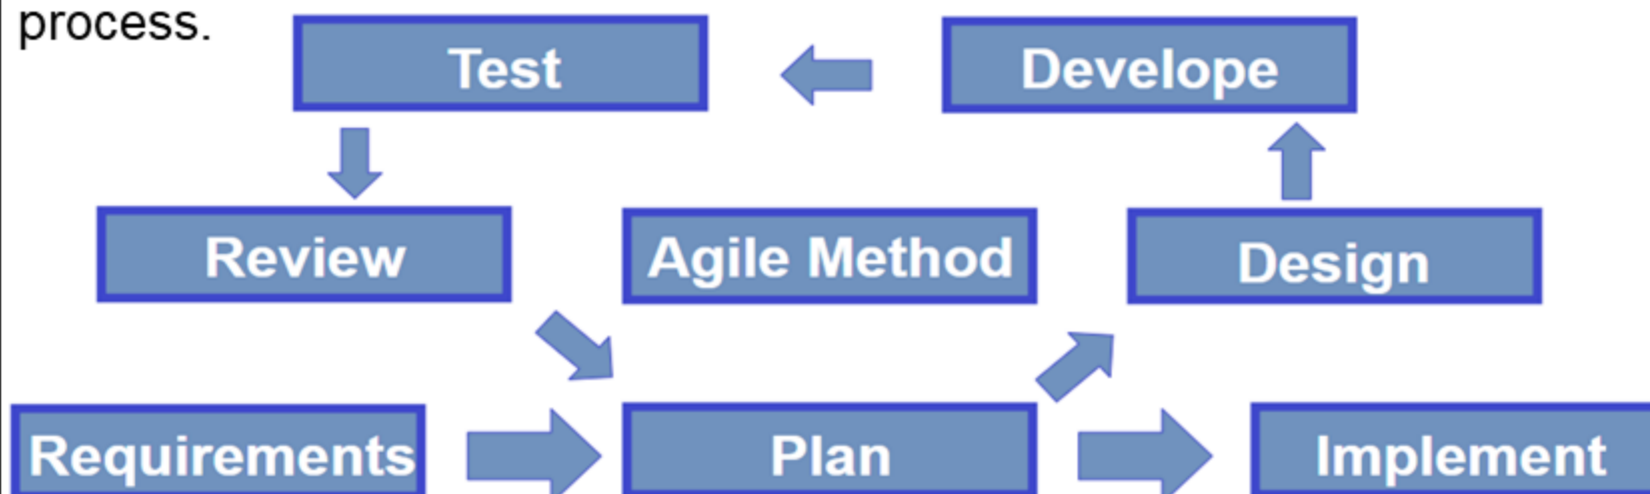 process.
Test
Develope
Review
Agile Method
Design
Requirements
Plan
Implement